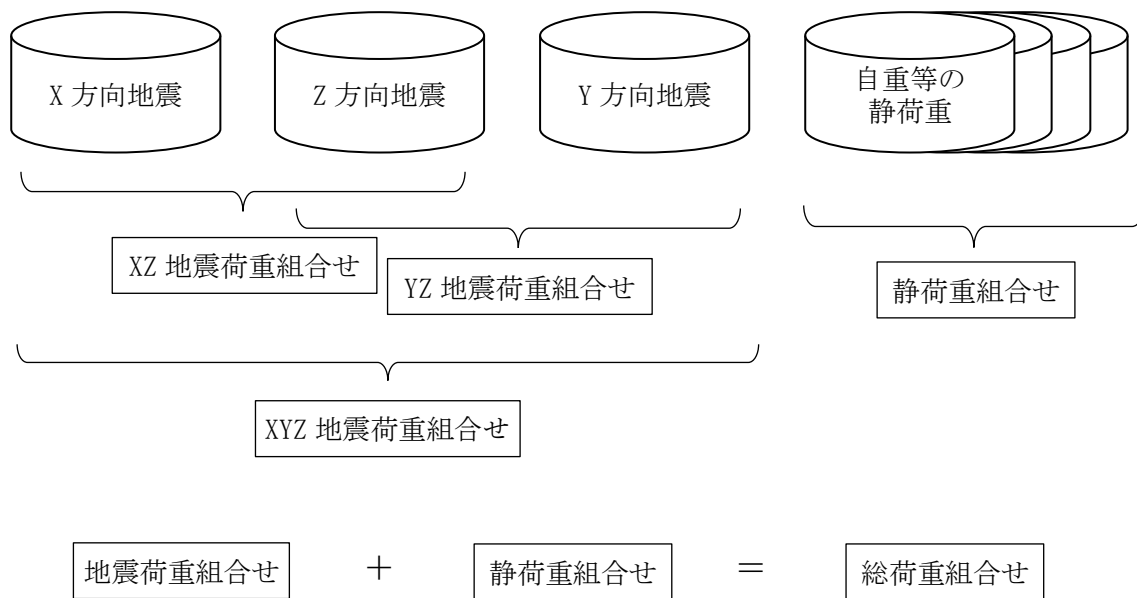 X 方向地震
Z 方向地震
Y 方向地震
自重等の
静荷重
XZ 地震荷重組合せ
YZ 地震荷重組合せ
静荷重組合せ
XYZ 地震荷重組合せ
地震荷重組合せ + 静荷重組合せ = 総荷重組合せ